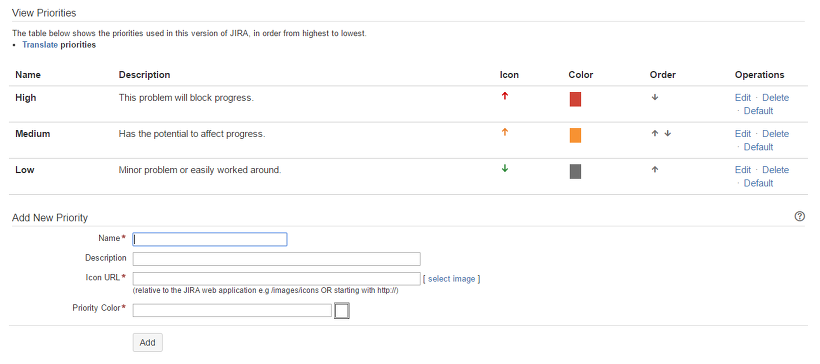 View Priorities
The table below shows the priorities used in this version of JIRA, in order from highest to lowest.
• Translate priorities
Name Description Icon Color Order Operations
High This problem will block progress. Edit · Delete
· Default
Medium Has the potential to affect progress. Edit · Delete
· Default
Low Minor problem or easily worked around. Edit · Delete
· Default
Add New Priority
Name*
Description
Icon URL* [ select image ]
(relative to the JIRA web application e.g /images/icons OR starting with http://)
Priority Color*
Add